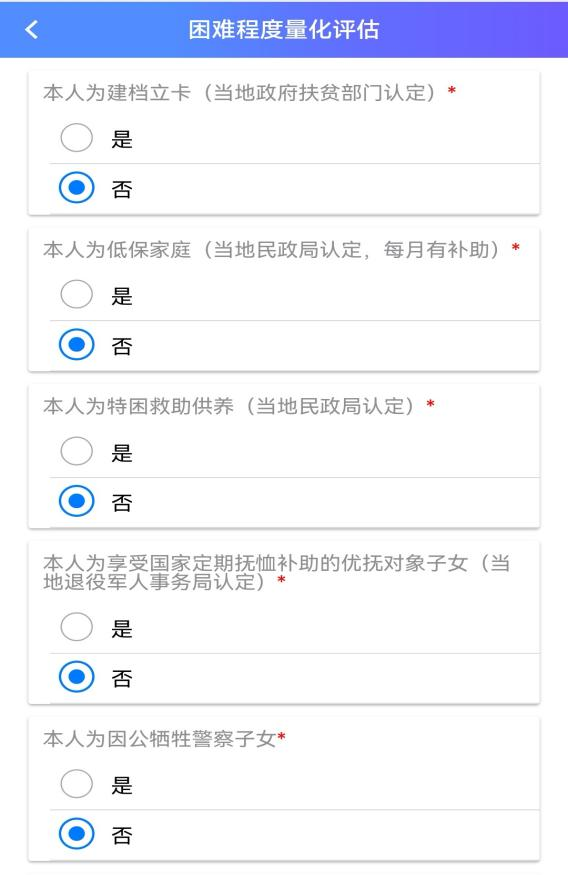 困难程度量化评估
本人为建档立卡（当地政府扶贫部门认定）*
是
否
本人为低保家庭（当地民政局认定，每月有补助）*
是
否
本人为特困救助供养（当地民政局认定）*
是
否
本人为享受国家定期抚恤补助的优抚对象子女（当
地退役军人事务局认定）*
是
否
本人为因公牺牲警察子女*
是
否